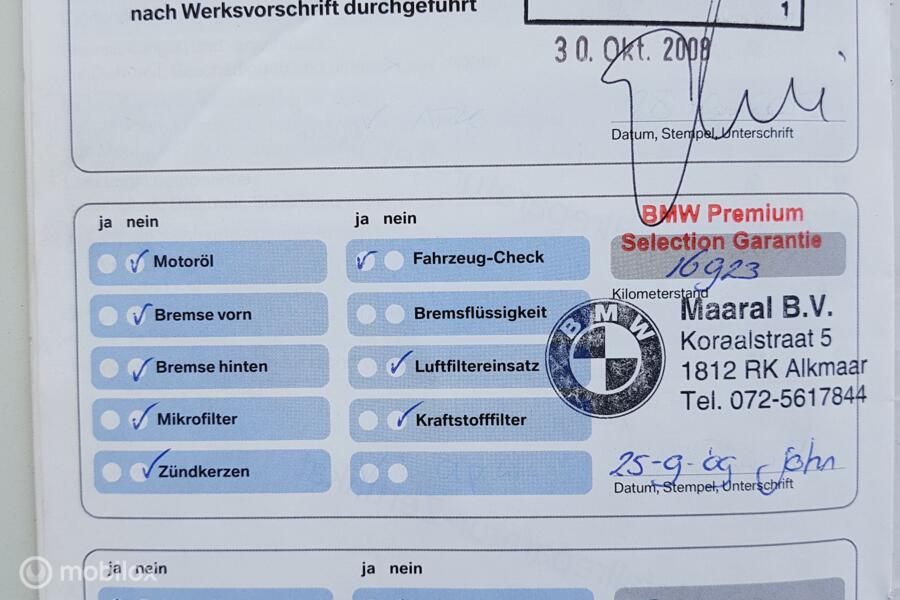 nach Werksvorschrift durchgeführt
1
30. Okt. 2008
Datum, Stempel, Unterschrift
ja nein
Motoröl
Bremse vorn
Bremse hinten
Mikrofilter
Zündkerzen
ja nein
Fahrzeug-Check
Bremsflüssigkeit
Luftfiltereinsatz
Kraftstofffilter
BMW Premium
Selection Garantie
16923
Kilometerstand
BMW
Maaral B.V.
Koraalstraat 5
1812 RK Alkmaar
Tel. 072-5617844
25-9-09 john
Datum, Stempel, Unterschrift
ja nein
ja nein
mobilox